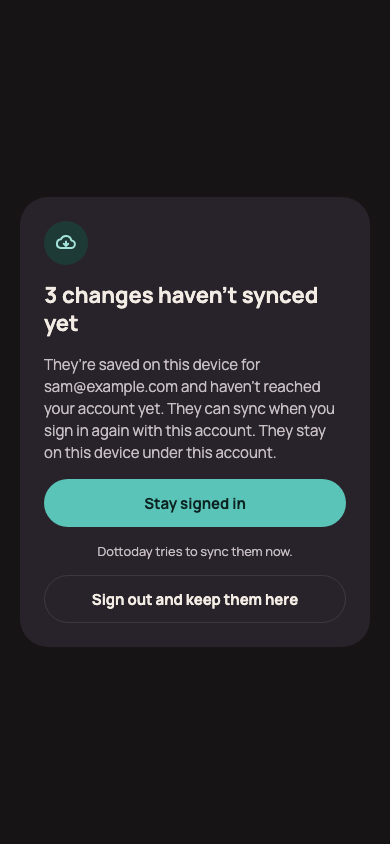 3 changes haven't synced
yet
They're saved on this device for
sam@example.com and haven't reached
your account yet. They can sync when you
sign in again with this account. They stay
on this device under this account.
Stay signed in
Dottoday tries to sync them now.
Sign out and keep them here